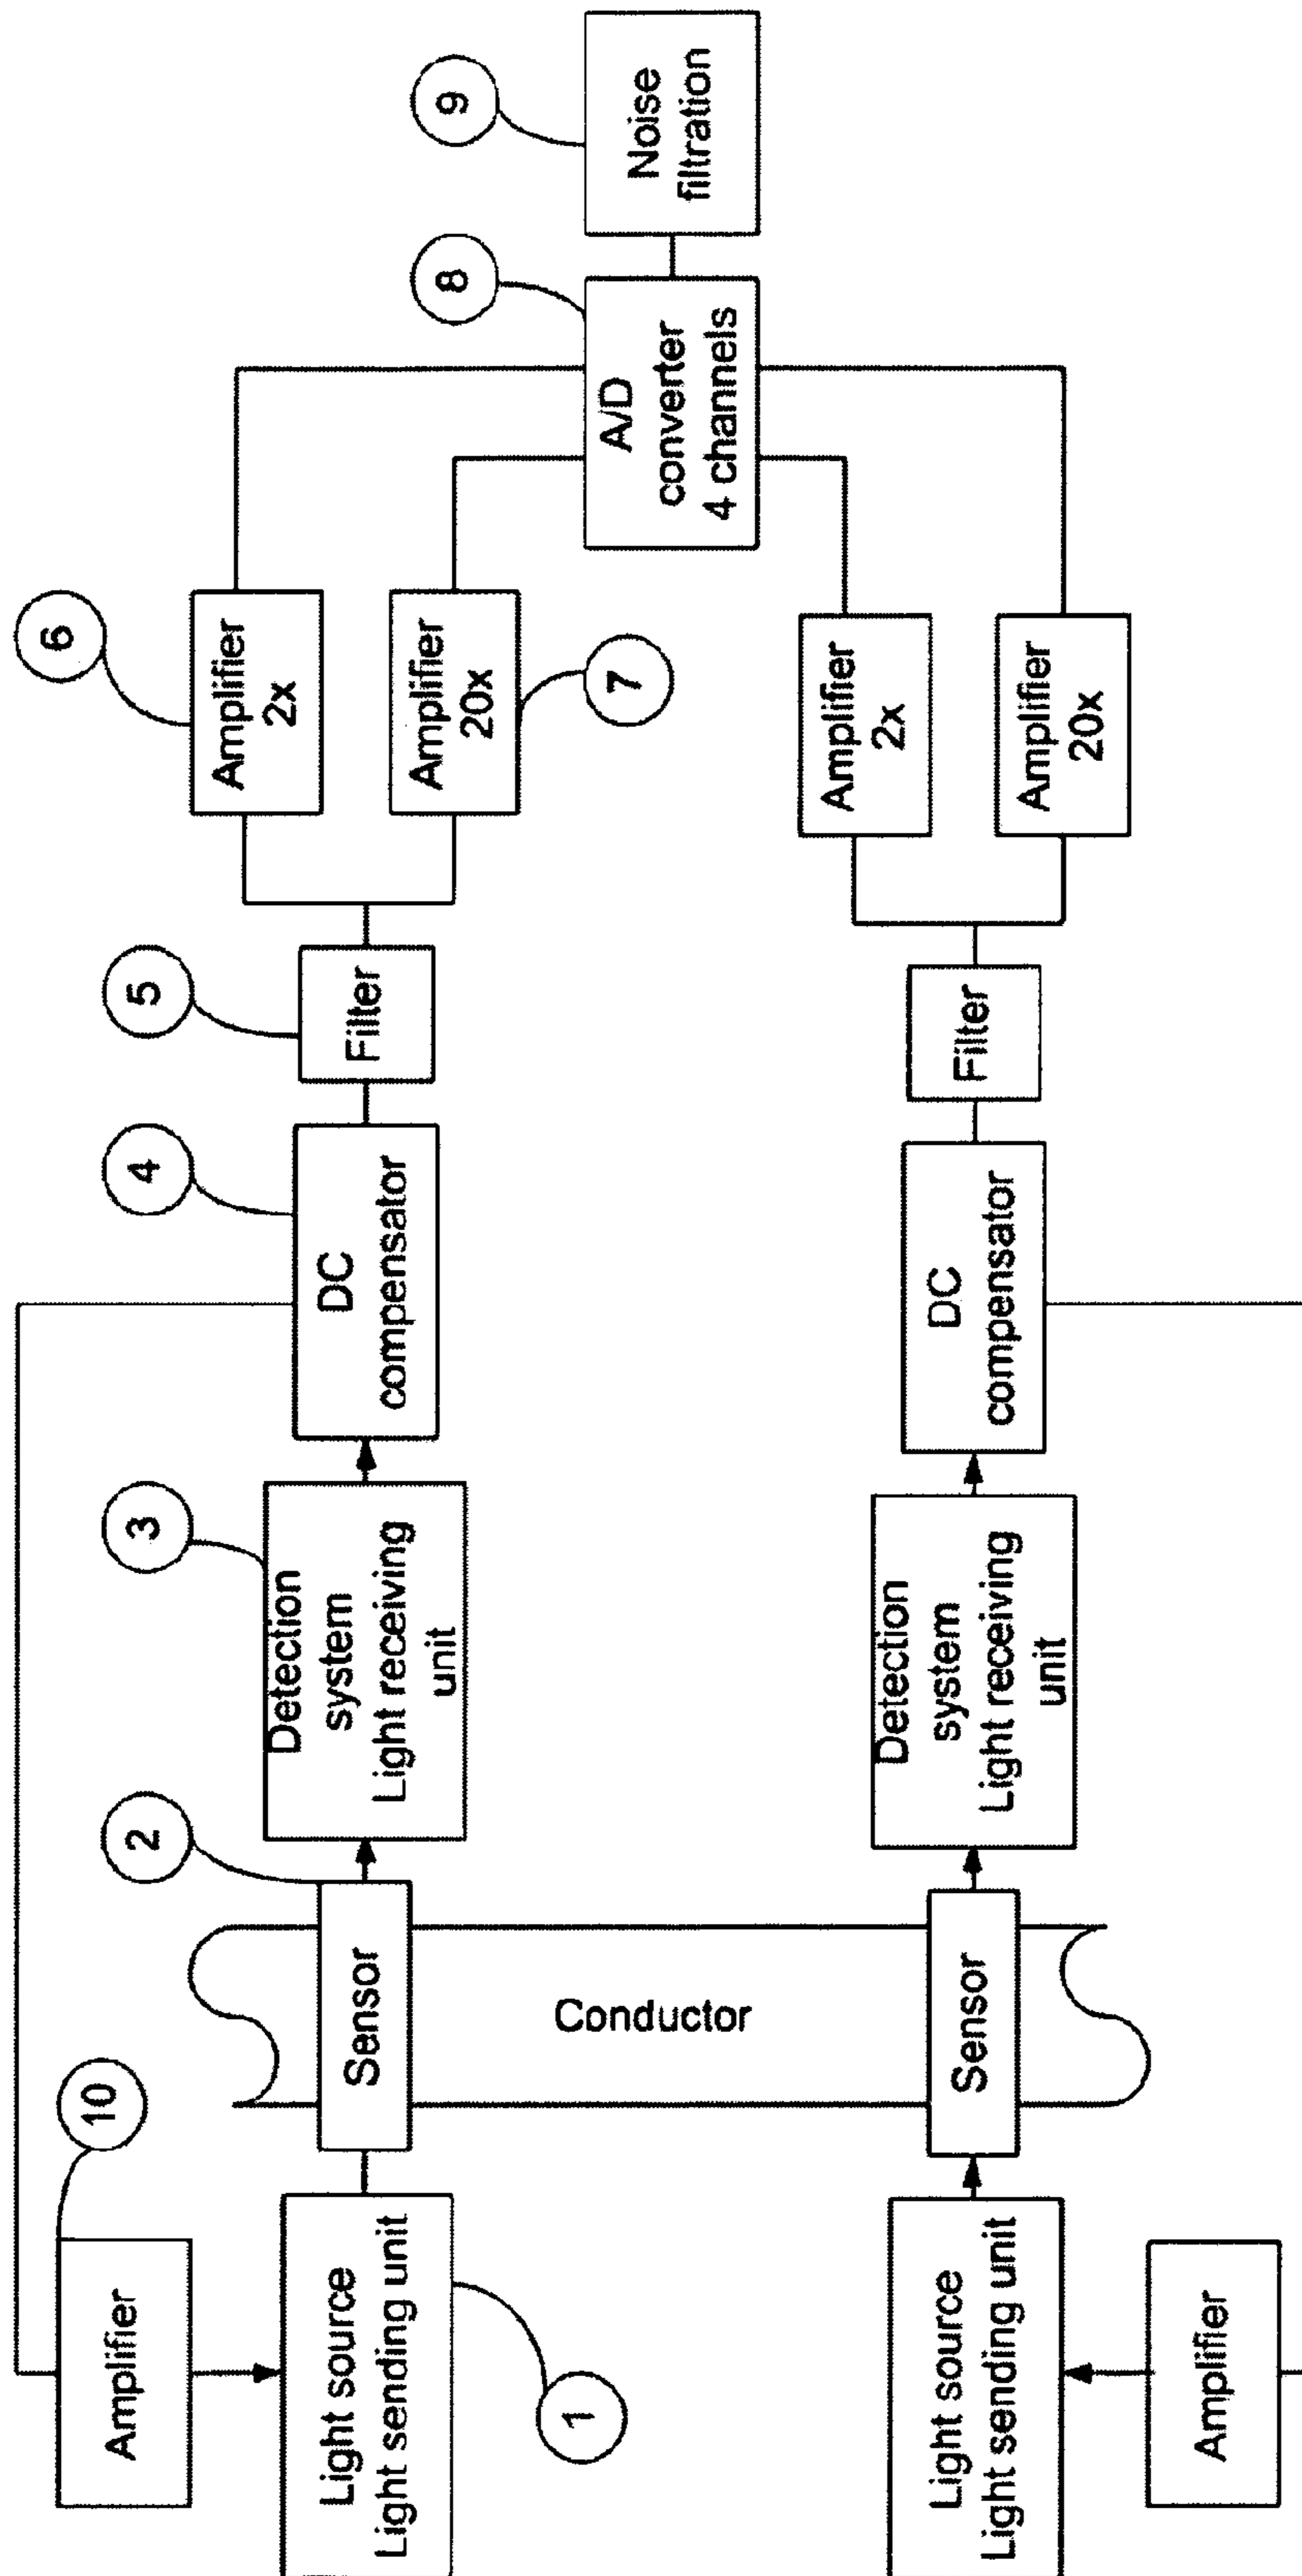 10
Amplifier
Light source
Light sending unit
1
2
Sensor
3
Detection
system
Light receiving
unit
4
DC
compensator
5
Filter
6
Amplifier
2x
Amplifier
20x
7
8
A/D
converter
4 channels
9
Noise
filtration
Conductor
Light source
Light sending unit
Amplifier
Sensor
Detection
system
Light receiving
unit
DC
compensator
Filter
Amplifier
2x
Amplifier
20x